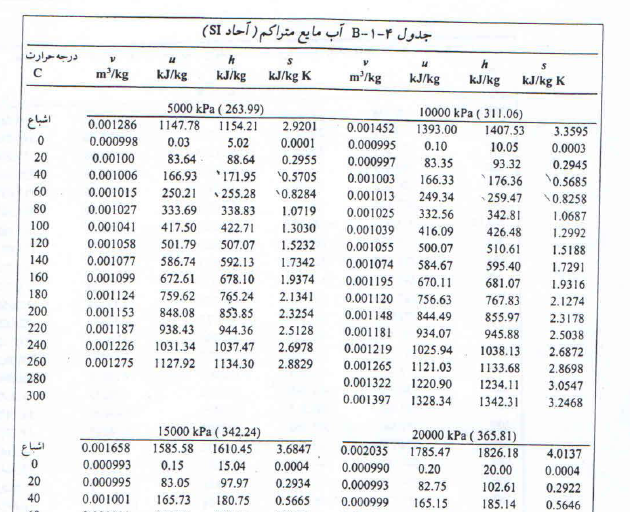 جدول ۴-۱-B آب مایع متراکم (آحاد SI)
درجه حرارت v u h s v u h s
C m³/kg kJ/kg kJ/kg kJ/kg K m³/kg kJ/kg kJ/kg kJ/kg K
5000 kPa ( 263.99) 10000 kPa ( 311.06)
اشباع 0.001286 1147.78 1154.21 2.9201 0.001452 1393.00 1407.53 3.3595
0 0.000998 0.03 5.02 0.0001 0.000995 0.10 10.05 0.0003
20 0.00100 83.64 88.64 0.2955 0.000997 83.35 93.32 0.2945
40 0.001006 166.93 171.95 0.5705 0.001003 166.33 176.36 0.5685
60 0.001015 250.21 255.28 0.8284 0.001013 249.34 259.47 0.8258
80 0.001027 333.69 338.83 1.0719 0.001025 332.56 342.81 1.0687
100 0.001041 417.50 422.71 1.3030 0.001039 416.09 426.48 1.2992
120 0.001058 501.79 507.07 1.5232 0.001055 500.07 510.61 1.5188
140 0.001077 586.74 592.13 1.7342 0.001074 584.67 595.40 1.7291
160 0.001099 672.61 678.10 1.9374 0.001195 670.11 681.07 1.9316
180 0.001124 759.62 765.24 2.1341 0.001120 756.63 767.83 2.1274
200 0.001153 848.08 853.85 2.3254 0.001148 844.49 855.97 2.3178
220 0.001187 938.43 944.36 2.5128 0.001181 934.07 945.88 2.5038
240 0.001226 1031.34 1037.47 2.6978 0.001219 1025.94 1038.13 2.6872
260 0.001275 1127.92 1134.30 2.8829 0.001265 1121.03 1133.68 2.8698
280 0.001322 1220.90 1234.11 3.0547
300 0.001397 1328.34 1342.31 3.2468
15000 kPa ( 342.24) 20000 kPa ( 365.81)
اشباع 0.001658 1585.58 1610.45 3.6847 0.002035 1785.47 1826.18 4.0137
0 0.000993 0.15 15.04 0.0004 0.000990 0.20 20.00 0.0004
20 0.000995 83.05 97.97 0.2934 0.000993 82.75 102.61 0.2922
40 0.001001 165.73 180.75 0.5665 0.000999 165.15 185.14 0.5646